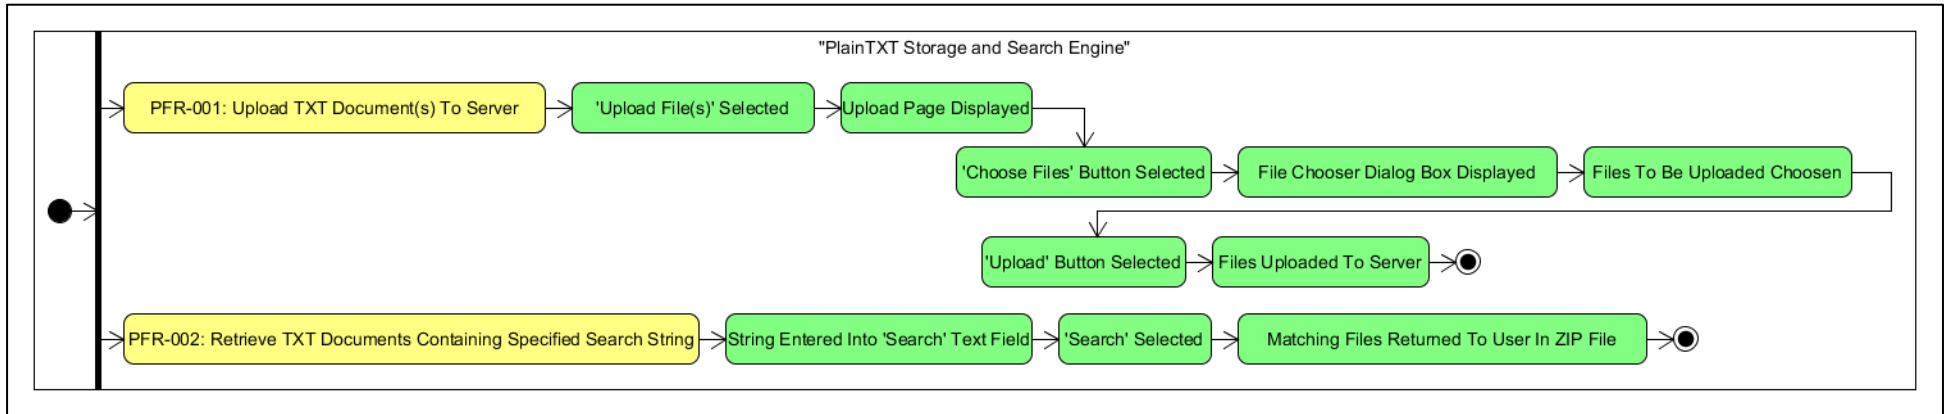 "PlainTXT Storage and Search Engine"
PFR-001: Upload TXT Document(s) To Server
'Upload File(s)' Selected
Upload Page Displayed
'Choose Files' Button Selected
File Chooser Dialog Box Displayed
Files To Be Uploaded Choosen
'Upload' Button Selected
Files Uploaded To Server
PFR-002: Retrieve TXT Documents Containing Specified Search String
String Entered Into 'Search' Text Field
'Search' Selected
Matching Files Returned To User In ZIP File